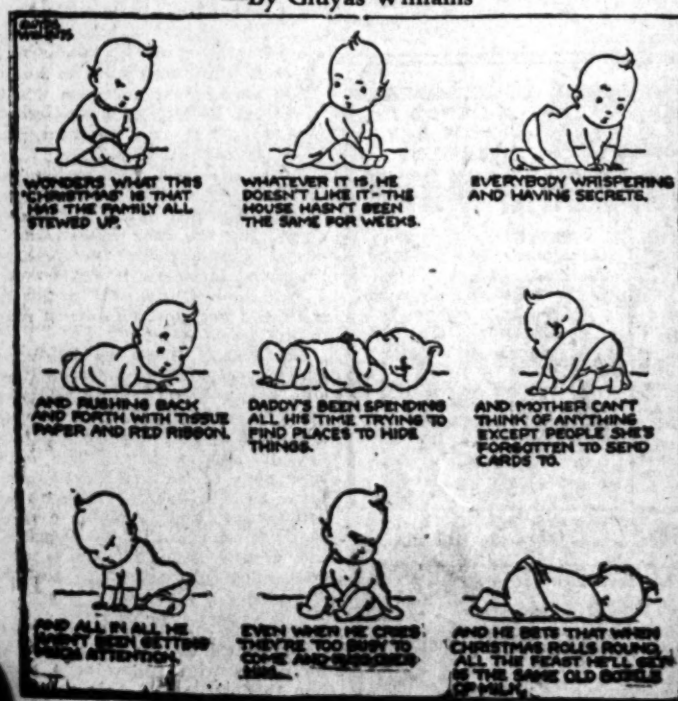 By Gluyas Williams
GLUYAS
WILLIAMS
WONDERS WHAT THIS
"CHRISTMAS" IS THAT
HAS THE FAMILY ALL
STEWED UP.
WHATEVER IT IS, HE
DOESN'T LIKE IT - THE
HOUSE HASN'T BEEN
THE SAME FOR WEEKS.
EVERYBODY WHISPERING
AND HAVING SECRETS.
AND RUSHING BACK
AND FORTH WITH TISSUE
PAPER AND RED RIBBON.
DADDY'S BEEN SPENDING
ALL HIS TIME TRYING TO
FIND PLACES TO HIDE
THINGS.
AND MOTHER CAN'T
THINK OF ANYTHING
EXCEPT PEOPLE SHE'S
FORGOTTEN TO SEND
CARDS TO.
AND ALL IN ALL HE
HASN'T BEEN GETTING
MUCH ATTENTION.
EVEN WHEN HE CRIES
THEY'RE TOO BUSY TO
COME AND FUSS OVER
HIM.
AND HE BETS THAT WHEN
CHRISTMAS ROLLS ROUND,
ALL THE FEAST HE'LL GET
IS THE SAME OLD BOTTLE
OF MILK.